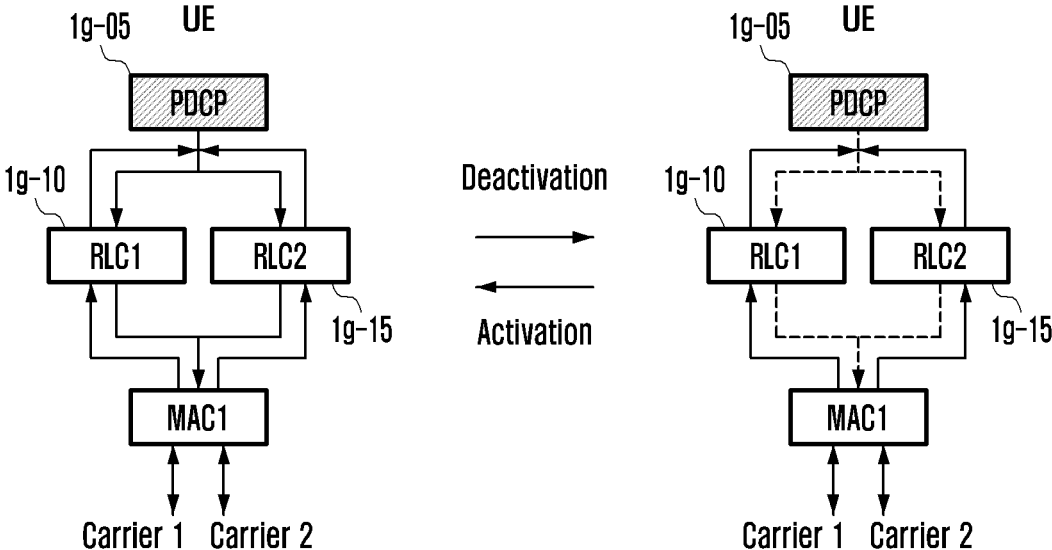 UE
1g-05
PDCP
1g-10
RLC1
RLC2
1g-15
MAC1
Carrier 1
Carrier 2
Deactivation
Activation
UE
1g-05
PDCP
1g-10
RLC1
RLC2
1g-15
MAC1
Carrier 1
Carrier 2